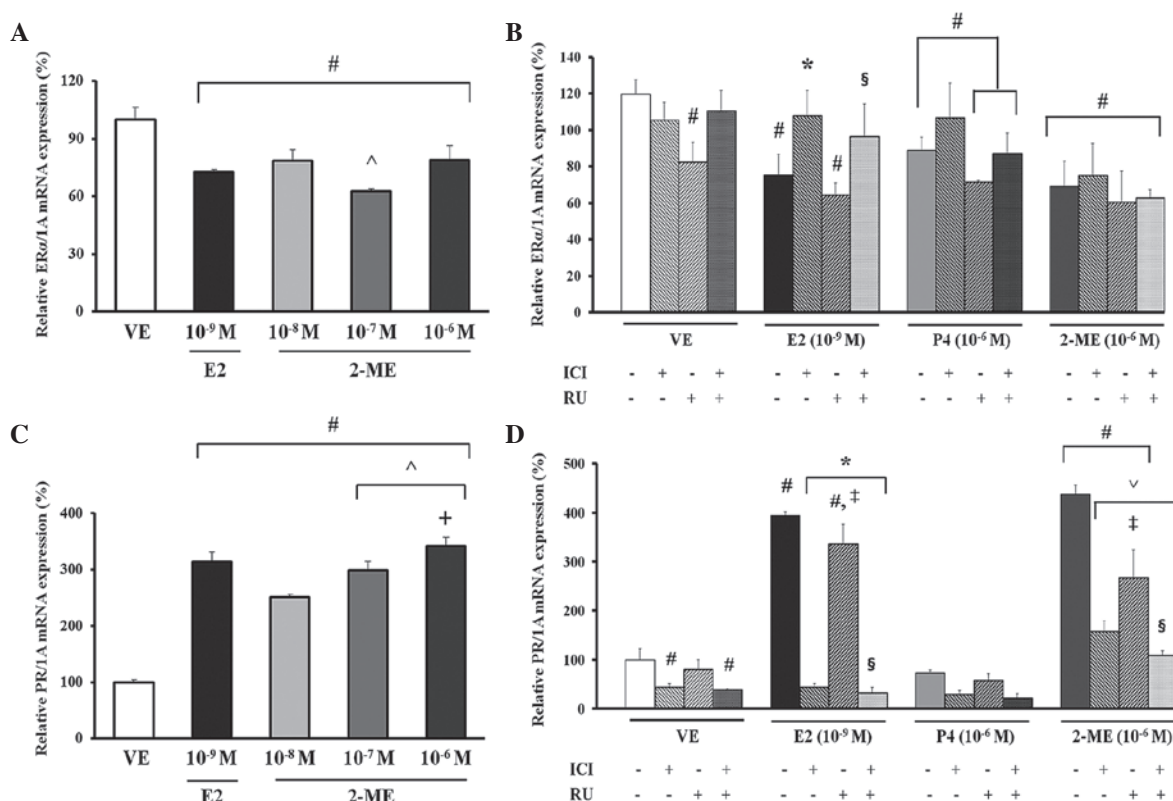 A
Relative ERα/1A mRNA expression (%)
120
90
60
30
0
#
^
VE
10-9 M
10-8 M
10-7 M
10-6 M
E2
2-ME
B
Relative ERα/1A mRNA expression (%)
140
120
100
80
60
40
20
0
#
#
*
#
§
#
#
VE
E2 (10-9 M)
P4 (10-6 M)
2-ME (10-6 M)
ICI - + - + - + - + - + - + - + - +
RU - - + + - - + + - - + + - - + +
C
Relative PR/1A mRNA expression (%)
400
300
200
100
0
#
^
+
VE
10-9 M
10-8 M
10-7 M
10-6 M
E2
2-ME
D
Relative PR/1A mRNA expression (%)
500
400
300
200
100
0
#
#
#
*
#, ‡
§
#
^
‡
§
VE
E2 (10-9 M)
P4 (10-6 M)
2-ME (10-6 M)
ICI - + - + - + - + - + - + - + - +
RU - - + + - - + + - - + + - - + +